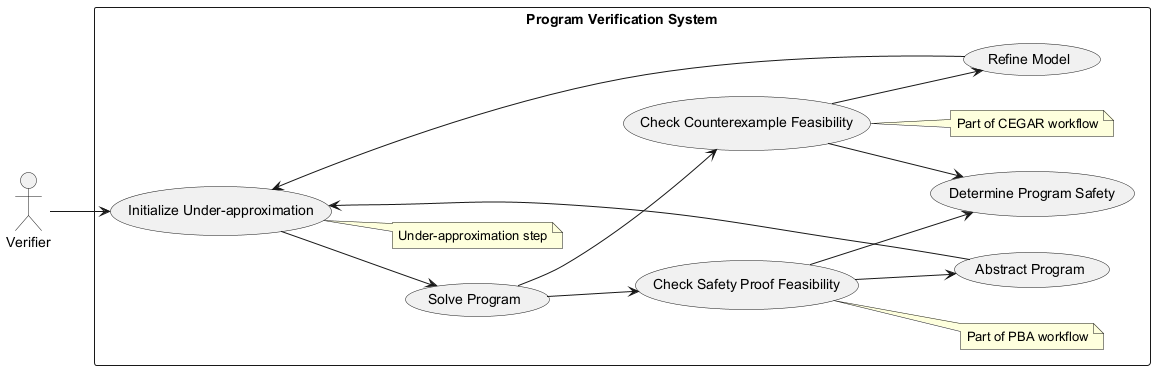 Program Verification System
Refine Model
Check Counterexample Feasibility
Part of CEGAR workflow
Determine Program Safety
Initialize Under-approximation
Under-approximation step
Verifier
Abstract Program
Check Safety Proof Feasibility
Solve Program
Part of PBA workflow